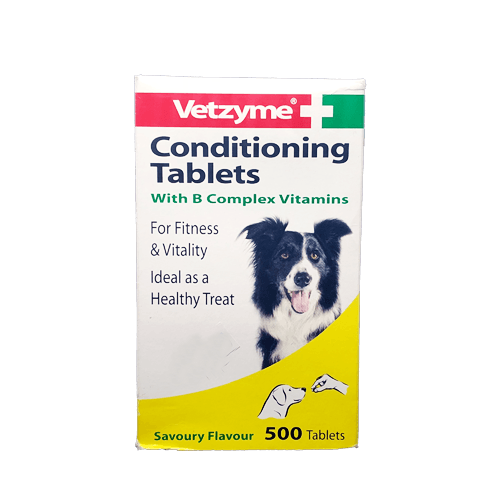 Vetzyme®
Conditioning
Tablets
With B Complex Vitamins
For Fitness
& Vitality
Ideal as a
Healthy Treat
Savoury Flavour 500 Tablets